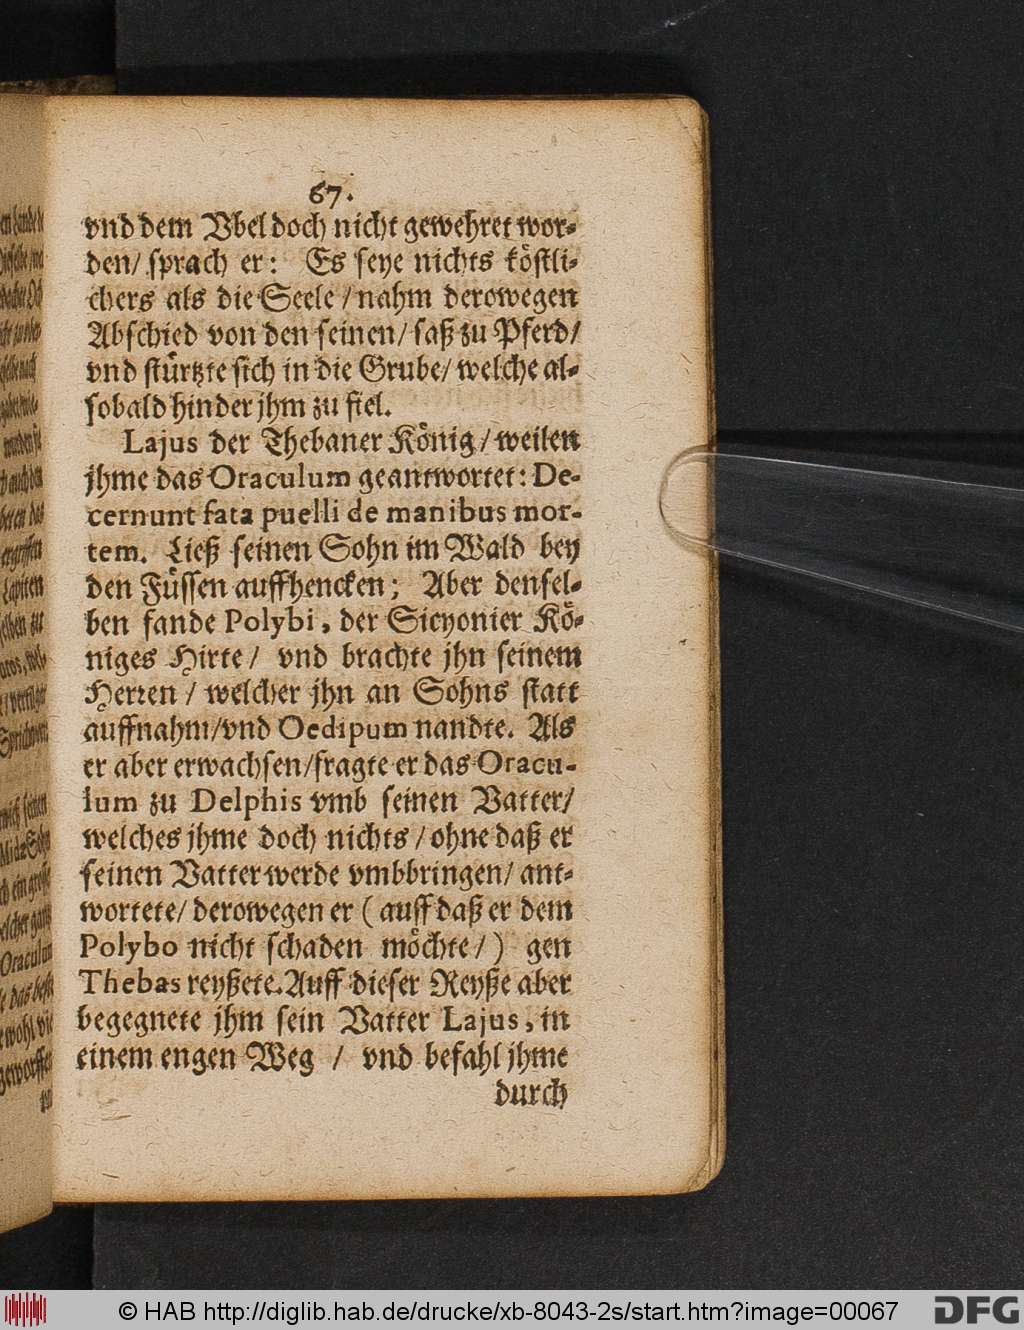 67.
vnd dem Vbel doch nicht gewehret wor-
den/ sprach er: Es seye nichts köstli-
chers als die Seele / nahm derowegen
Abschied von den seinen/ saß zu Pferd/
vnd stürtzte sich in die Grube/ welche al-
sobald hinder jhm zu fiel.
Lajus der Thebaner König / weilen
jhme das Oraculum geantwortet: De-
cernunt fata puelli de manibus mor-
tem. Ließ seinen Sohn im Wald bey
den Füssen auffhencken; Aber densel-
ben fande Polybi, der Sicyonier Kö-
niges Hirte / vnd brachte jhn seinem
Herren / welcher jhn an Sohns statt
auffnahm/vnd Oedipum nandte. Als
er aber erwachsen/fragte er das Oracu-
lum zu Delphis vmb seinen Vatter/
welches jhme doch nichts / ohne daß er
seinen Vatter werde vmbbringen/ ant-
wortete/ derowegen er ( auff daß er dem
Polybo nicht schaden möchte/ ) gen
Thebas reyßete. Auff dieser Reyße aber
begegnete jhm sein Vatter Lajus, in
einem engen Weg / vnd befahl jhme
durch
© HAB http://diglib.hab.de/drucke/xb-8043-2s/start.htm?image=00067
DFG